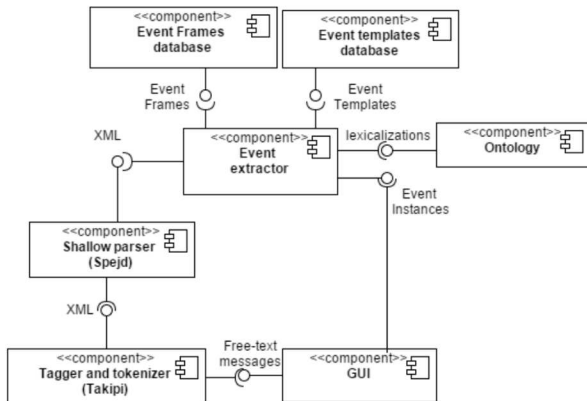 <<component>>
Event Frames
database
<<component>>
Event templates
database
Event
Frames
Event
Templates
XML
<<component>>
Event
extractor
lexicalizations
<<component>>
Ontology
Event
Instances
<<component>>
Shallow parser
(Spejd)
XML
Free-text
messages
<<component>>
Tagger and tokenizer
(Takipi)
<<component>>
GUI